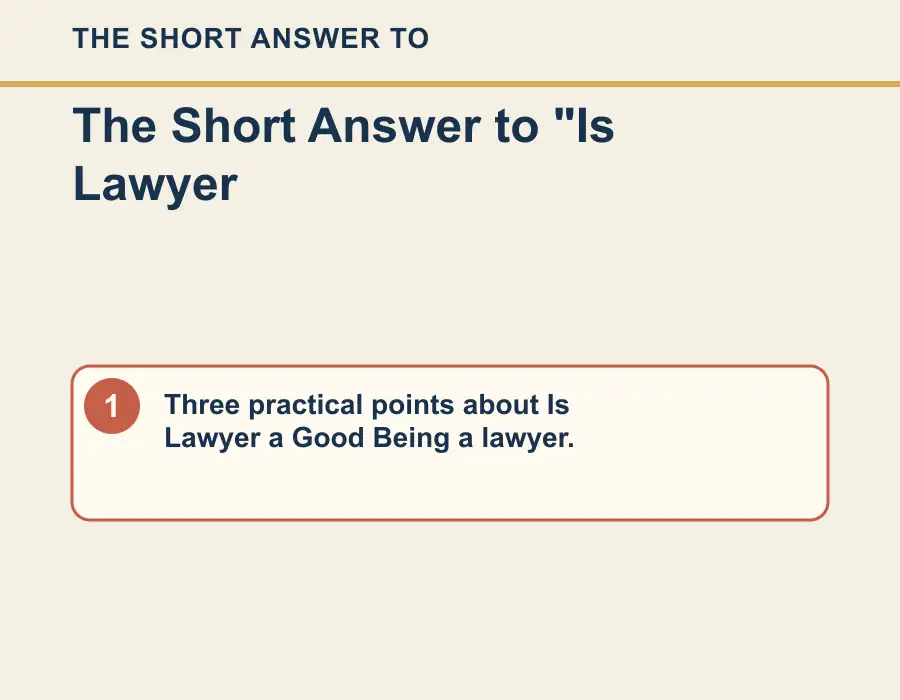 THE SHORT ANSWER TO
The Short Answer to "Is
Lawyer
1
Three practical points about Is
Lawyer a Good Being a lawyer.